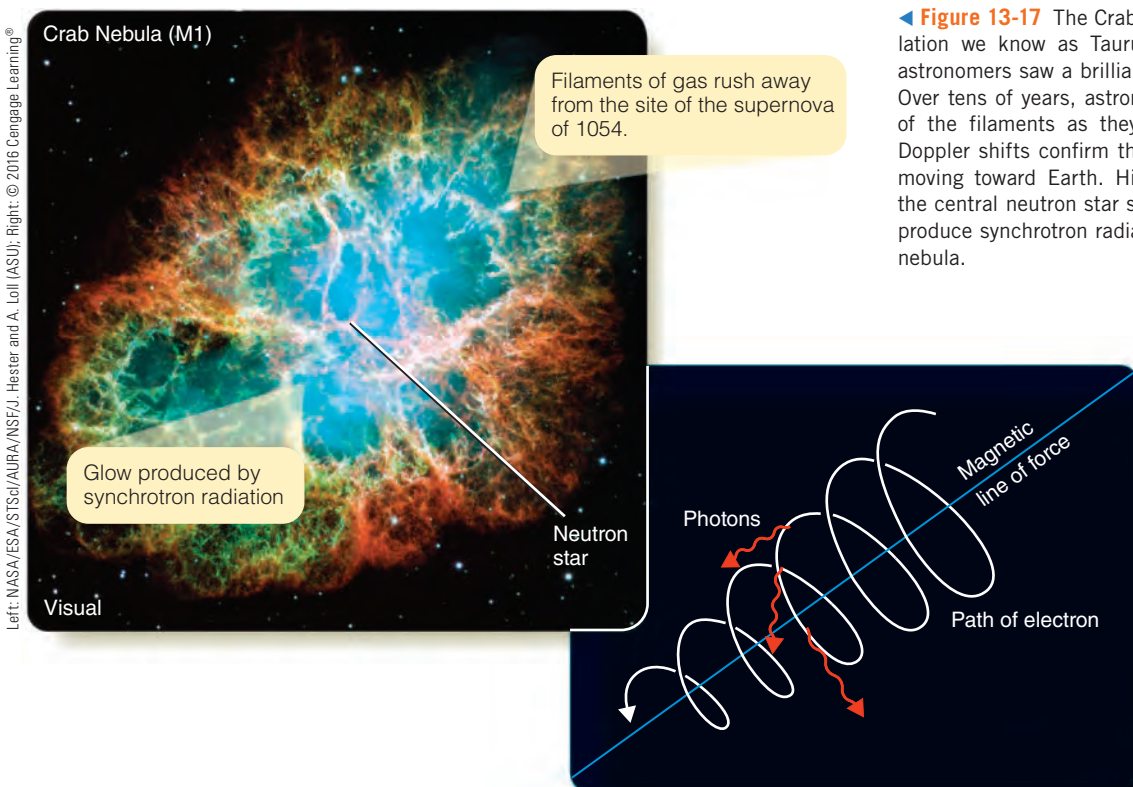 Left: NASA/ESA/STScI/AURA/NSF/J. Hester and A. Loll (ASU); Right: © 2016 Cengage Learning®
Crab Nebula (M1)
Filaments of gas rush away
from the site of the supernova
of 1054.
Glow produced by
synchrotron radiation
Neutron
star
Visual
◀ Figure 13-17 The Crab
lation we know as Tauru
astronomers saw a brillia
Over tens of years, astron
of the filaments as they
Doppler shifts confirm th
moving toward Earth. Hi
the central neutron star s
produce synchrotron radia
nebula.
Magnetic
line of force
Photons
Path of electron